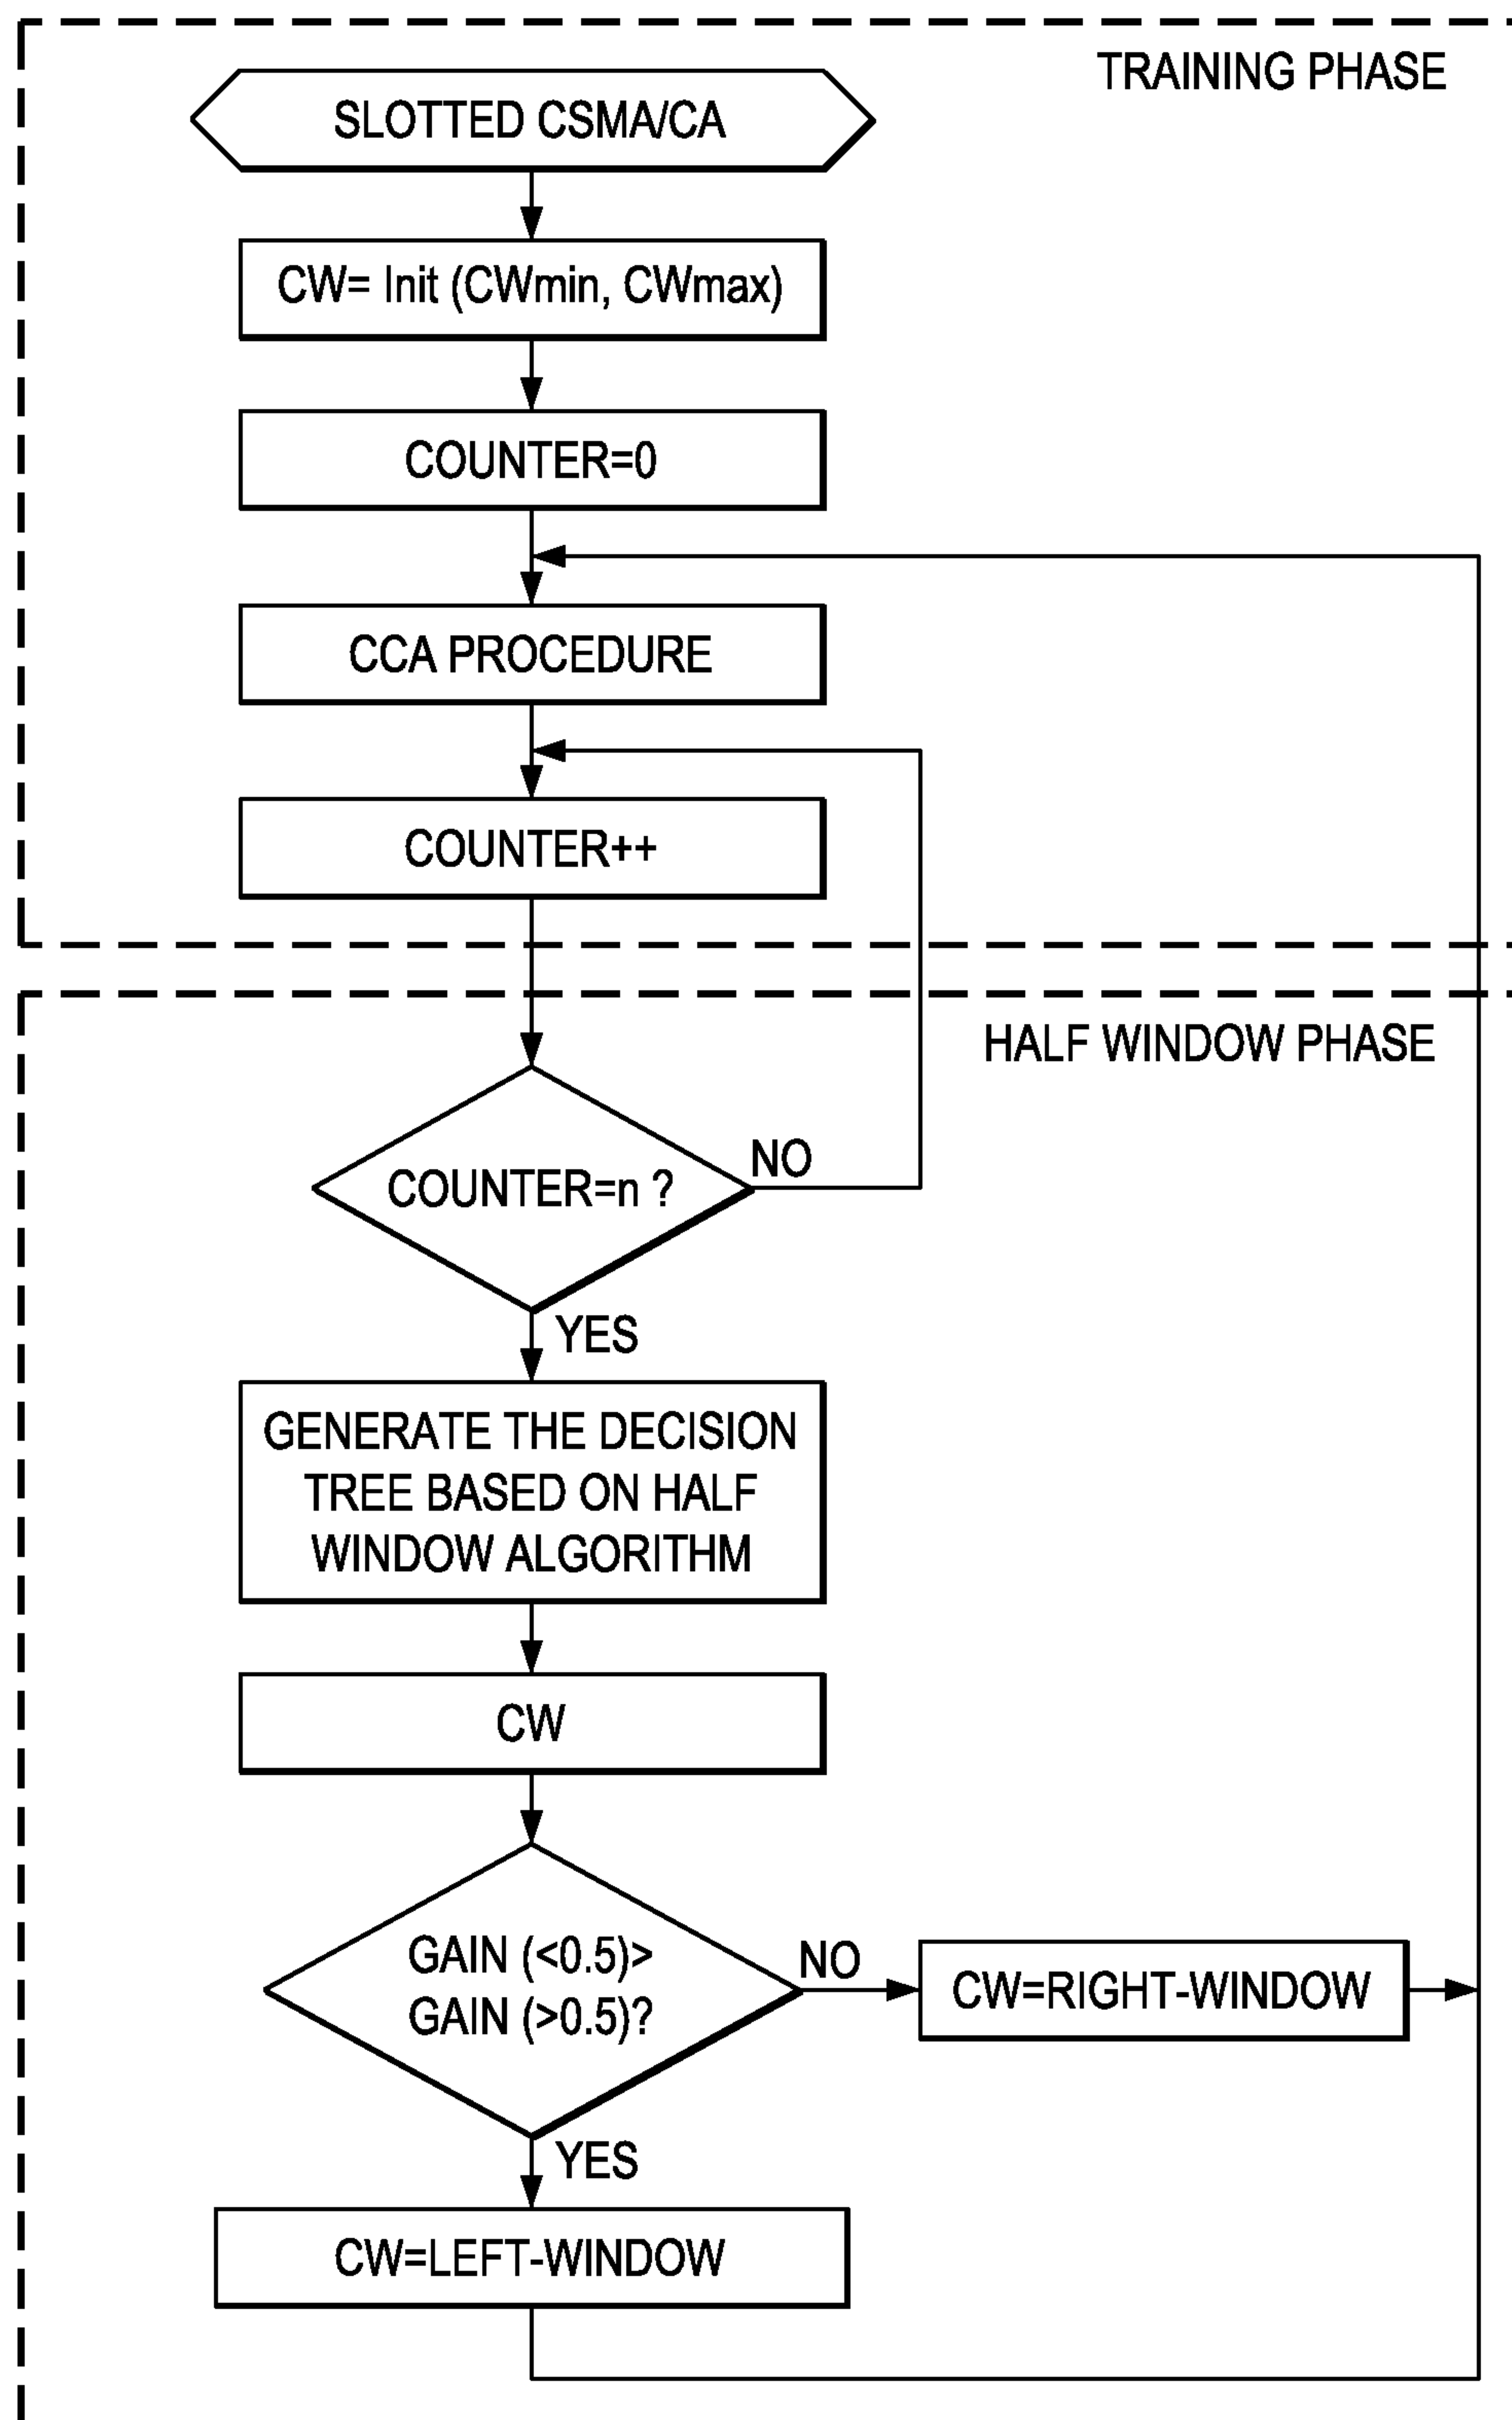 TRAINING PHASE
SLOTTED CSMA/CA
CW= Init (CWmin, CWmax)
COUNTER=0
CCA PROCEDURE
COUNTER++
HALF WINDOW PHASE
COUNTER=n ?
NO
YES
GENERATE THE DECISION
TREE BASED ON HALF
WINDOW ALGORITHM
CW
GAIN (<0.5)>
GAIN (>0.5)?
NO
CW=RIGHT-WINDOW
YES
CW=LEFT-WINDOW